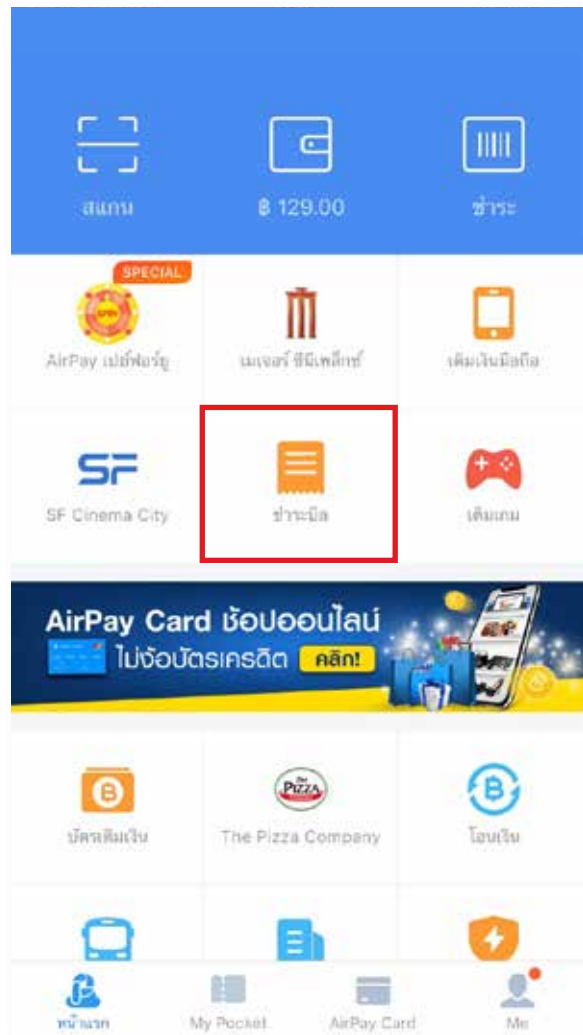 สแกน
฿ 129.00
ชำระ
SPECIAL
SPIN
AirPay เปย์ฟอร์ยู
เมเจอร์ ซีนีเพล็กซ์
เติมเงินมือถือ
SF
SF Cinema City
ชำระบิล
เติมเกม
AirPay Card ช้อปออนไลน์
ไม่ง้อบัตรเครดิต คลิก!
บัตรเติมเงิน
The Pizza Company
The Pizza Company
โอนเงิน
หน้าแรก
My Pocket
AirPay Card
Me